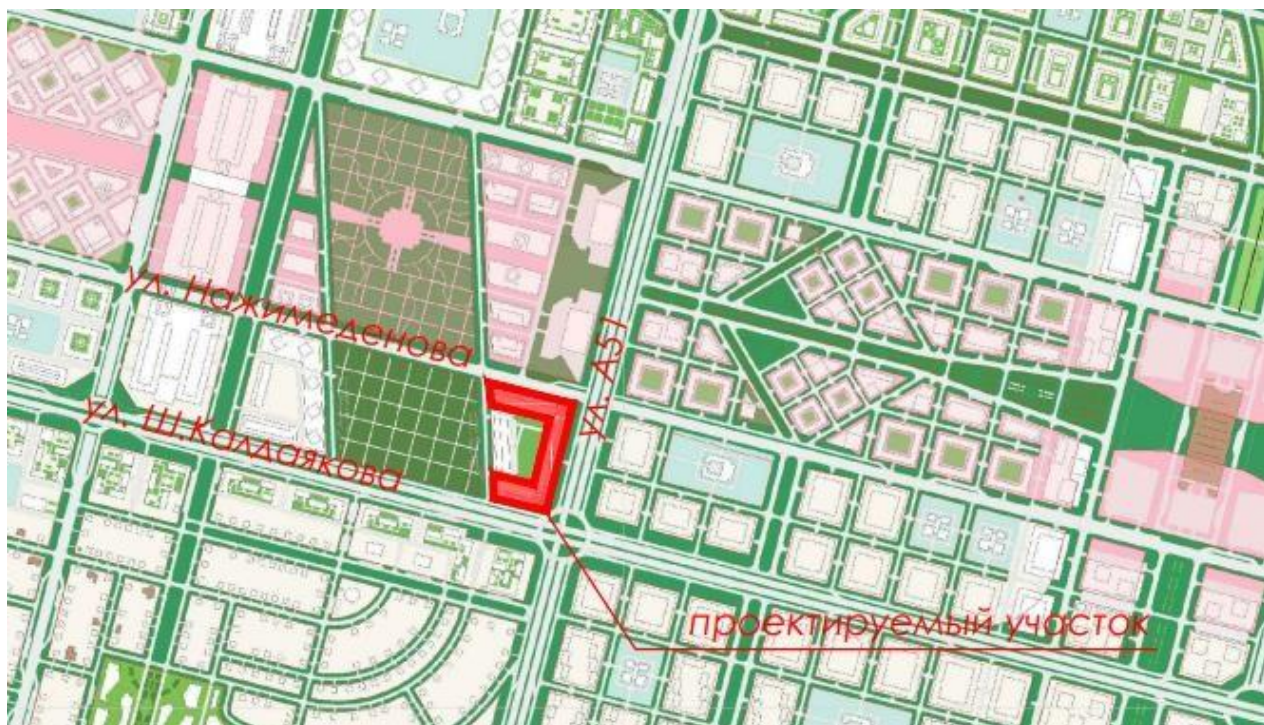 ул. Нажимеденова
ул. А51
ул. Ш.Калдаякова
проектируемый участок